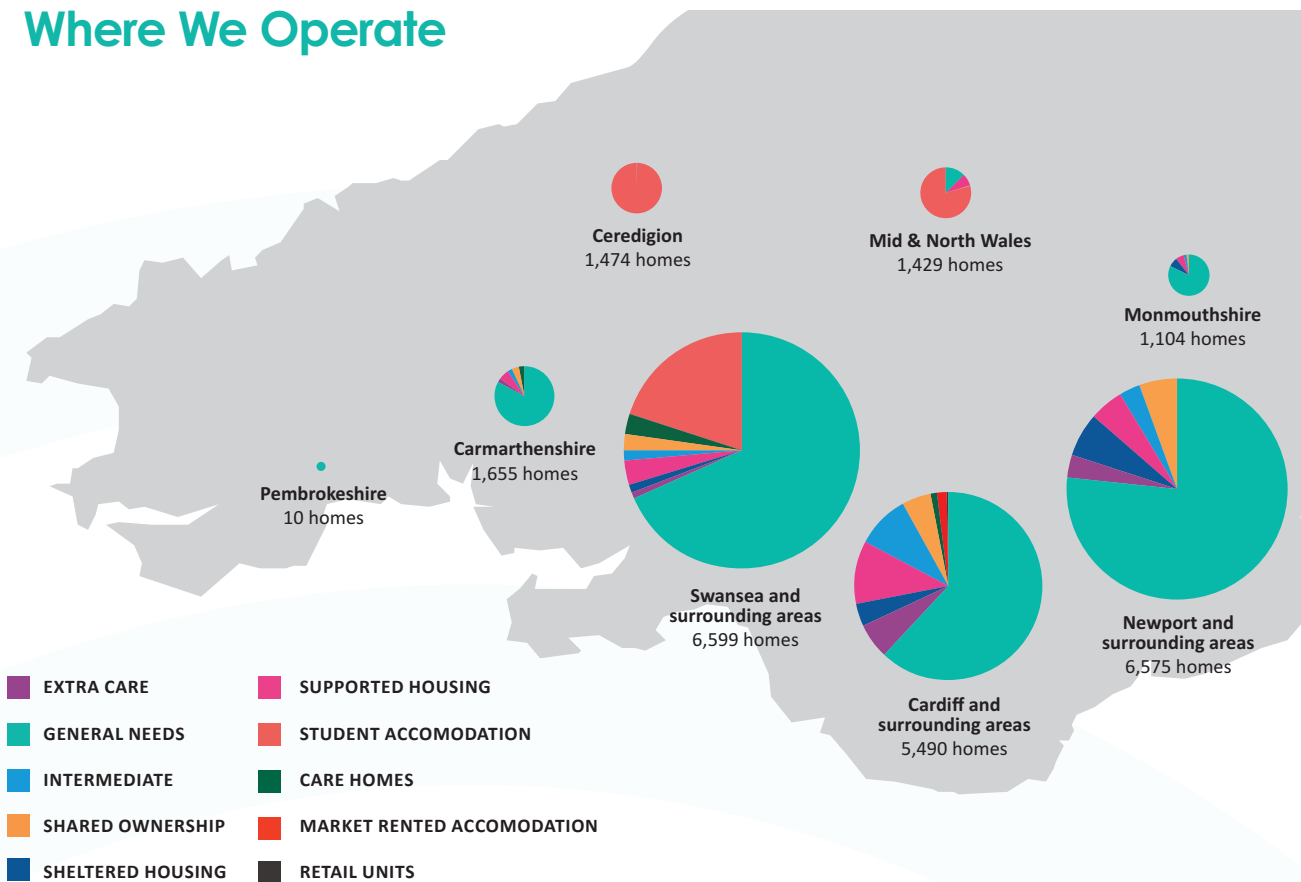 Where We Operate
Ceredigion
1,474 homes
Mid & North Wales
1,429 homes
Monmouthshire
1,104 homes
Carmarthenshire
1,655 homes
Pembrokeshire
10 homes
Swansea and
surrounding areas
6,599 homes
Newport and
surrounding areas
6,575 homes
Cardiff and
surrounding areas
5,490 homes
EXTRA CARE
GENERAL NEEDS
INTERMEDIATE
SHARED OWNERSHIP
SHELTERED HOUSING
SUPPORTED HOUSING
STUDENT ACCOMODATION
CARE HOMES
MARKET RENTED ACCOMODATION
RETAIL UNITS